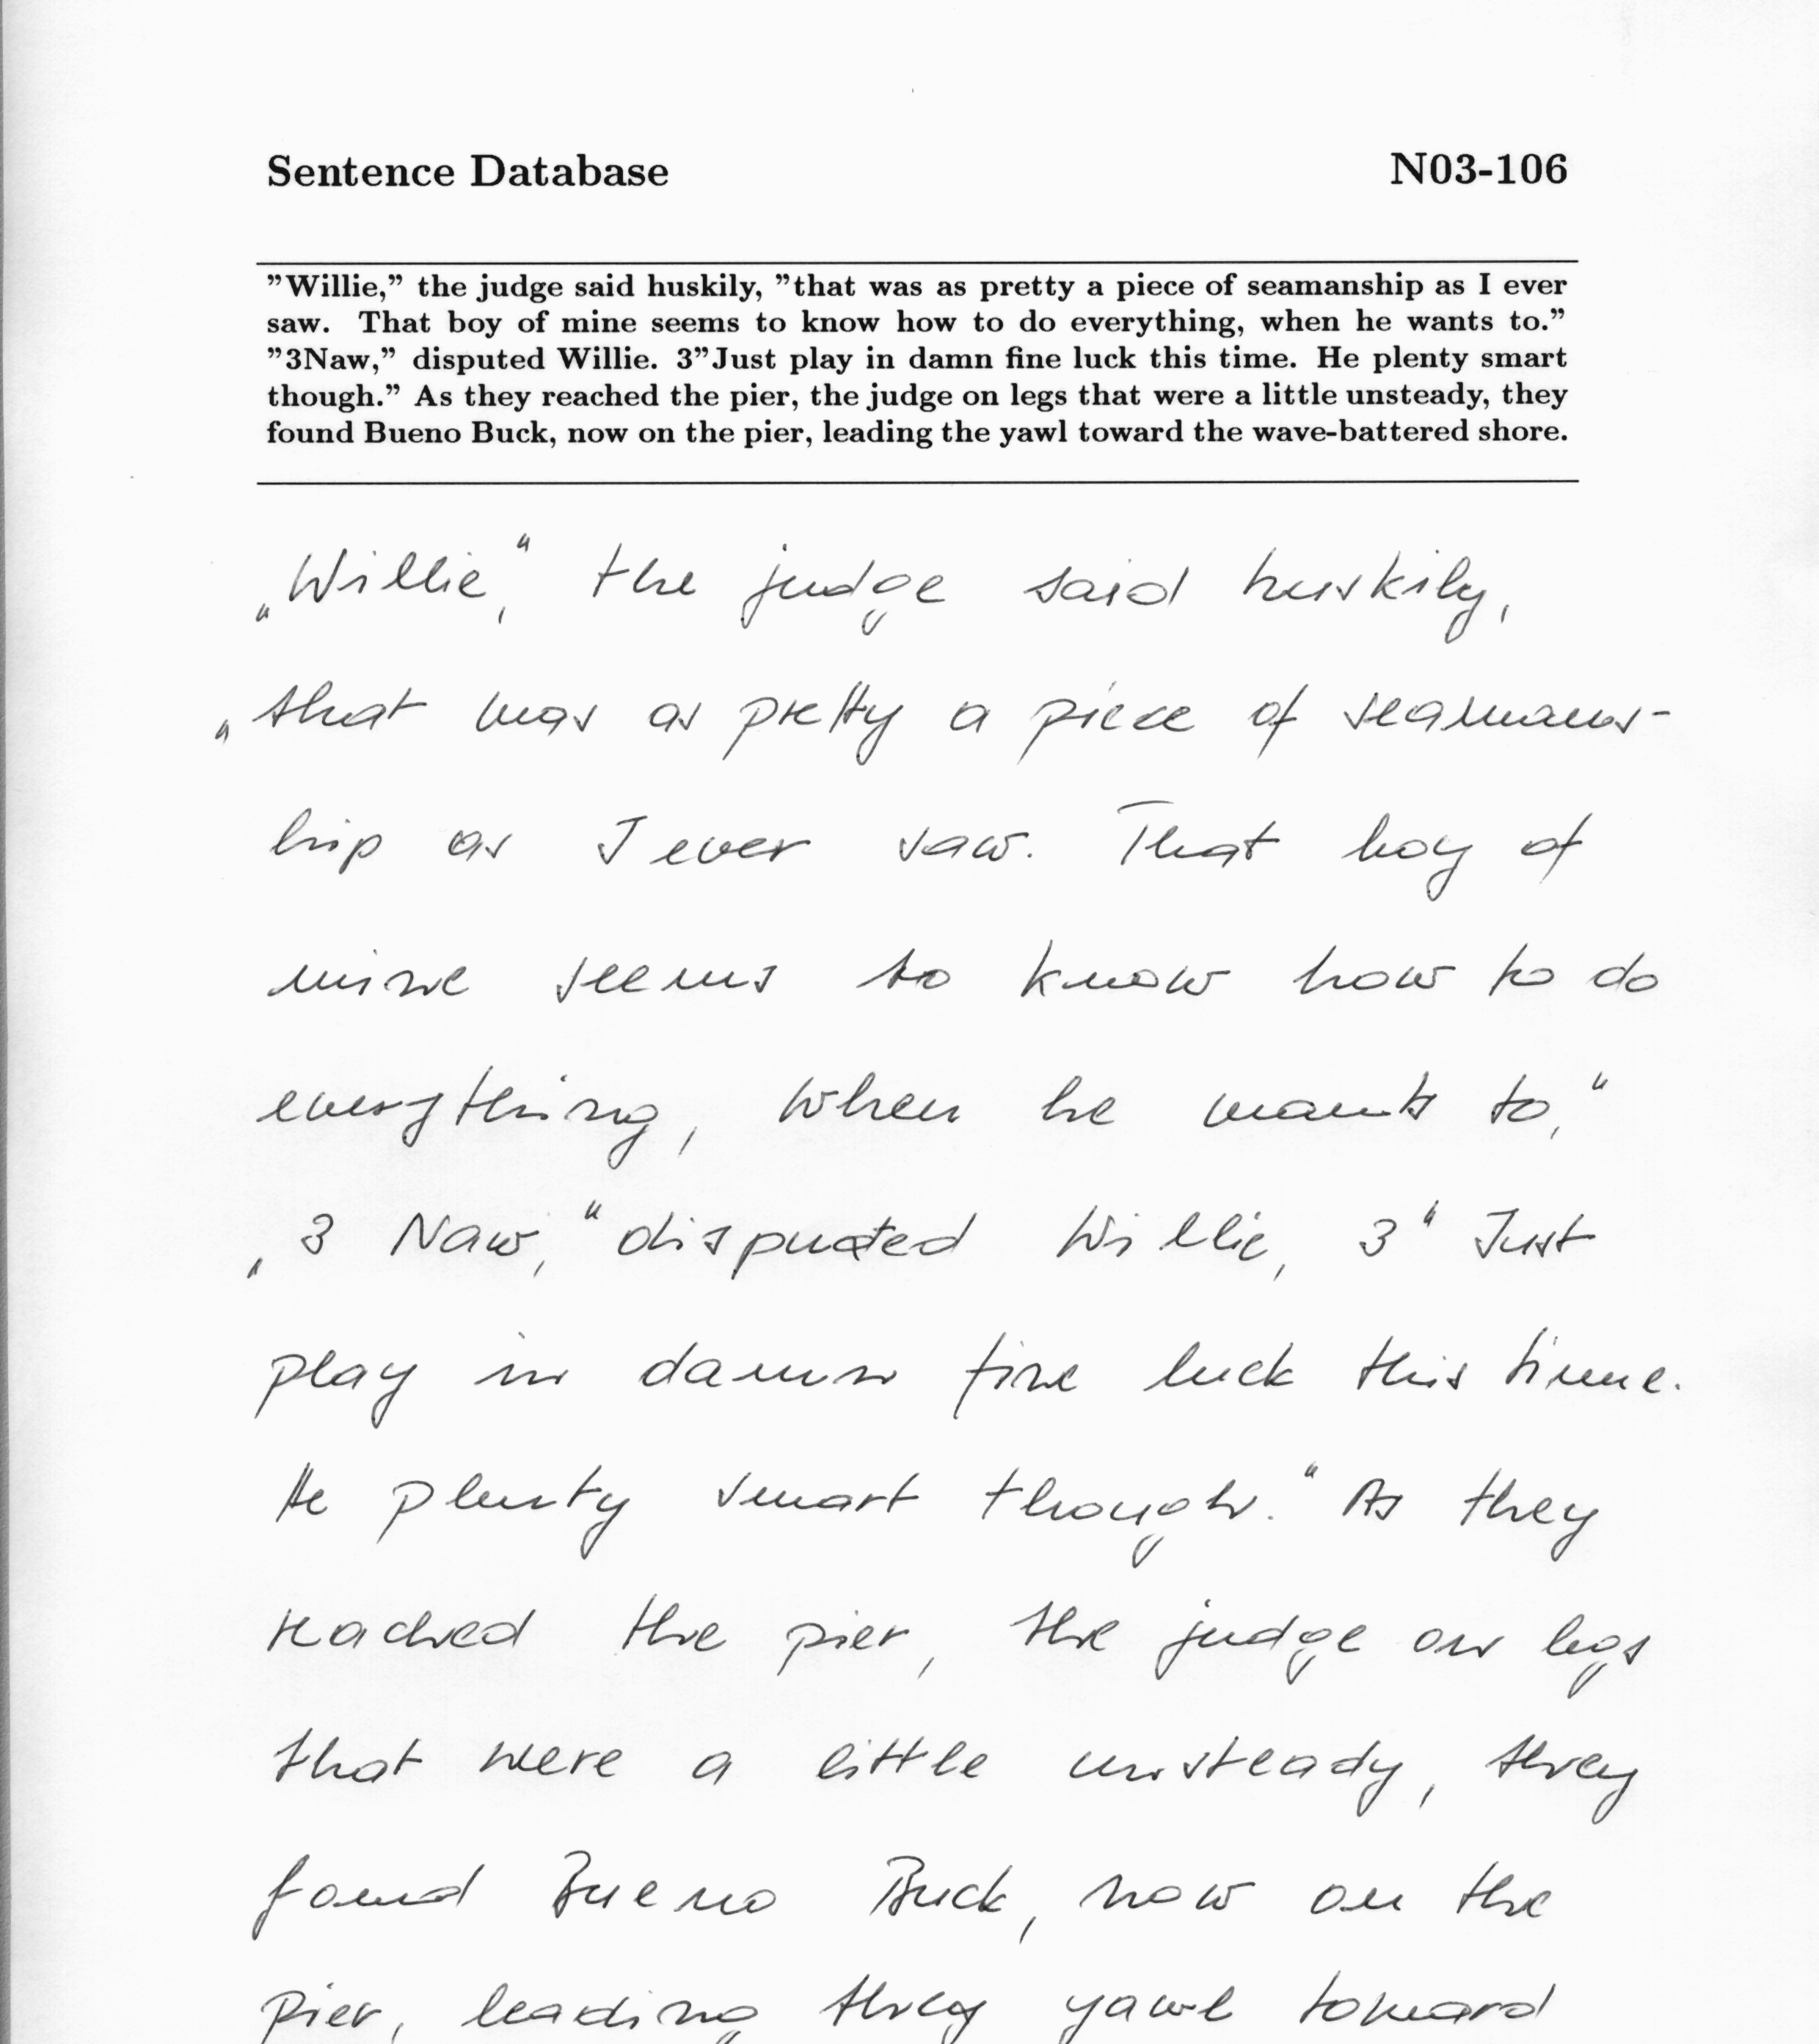 Sentence Database N03-106
”Willie,” the judge said huskily, ”that was as pretty a piece of seamanship as I ever
saw. That boy of mine seems to know how to do everything, when he wants to.”
”3Naw,” disputed Willie. 3”Just play in damn fine luck this time. He plenty smart
though.” As they reached the pier, the judge on legs that were a little unsteady, they
found Bueno Buck, now on the pier, leading the yawl toward the wave-battered shore.
„Willie,“ the judge said huskily,
„that was as pretty a piece of seamans-
hip as I ever saw. That boy of
mine seems to know how to do
everything, when he wants to,“
„3 Naw,“ disputed Willie, 3“ Just
play in damn fine luck this time.
He plenty smart though.“ As they
reached the pier, the judge on legs
that were a little unsteady, they
found Bueno Buck, now on the
pier, leading they yawl toward